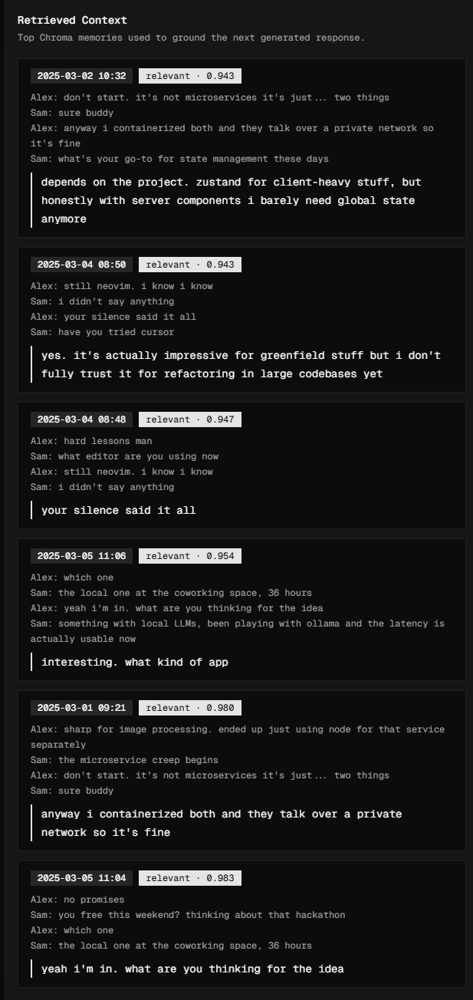 Retrieved Context
Top Chroma memories used to ground the next generated response.
2025-03-02 10:32 relevant · 0.943
Alex: don't start. it's not microservices it's just... two things
Sam: sure buddy
Alex: anyway i containerized both and they talk over a private network so
it's fine
Sam: what's your go-to for state management these days
depends on the project. zustand for client-heavy stuff, but
honestly with server components i barely need global state
anymore
2025-03-04 08:50 relevant · 0.943
Alex: still neovim. i know i know
Sam: i didn't say anything
Alex: your silence said it all
Sam: have you tried cursor
yes. it's actually impressive for greenfield stuff but i don't
fully trust it for refactoring in large codebases yet
2025-03-04 08:48 relevant · 0.947
Alex: hard lessons man
Sam: what editor are you using now
Alex: still neovim. i know i know
Sam: i didn't say anything
your silence said it all
2025-03-05 11:06 relevant · 0.954
Alex: which one
Sam: the local one at the coworking space, 36 hours
Alex: yeah i'm in. what are you thinking for the idea
Sam: something with local LLMs, been playing with ollama and the latency is
actually usable now
interesting. what kind of app
2025-03-01 09:21 relevant · 0.980
Alex: sharp for image processing. ended up just using node for that service
separately
Sam: the microservice creep begins
Alex: don't start. it's not microservices it's just... two things
Sam: sure buddy
anyway i containerized both and they talk over a private
network so it's fine
2025-03-05 11:04 relevant · 0.983
Alex: no promises
Sam: you free this weekend? thinking about that hackathon
Alex: which one
Sam: the local one at the coworking space, 36 hours
yeah i'm in. what are you thinking for the idea